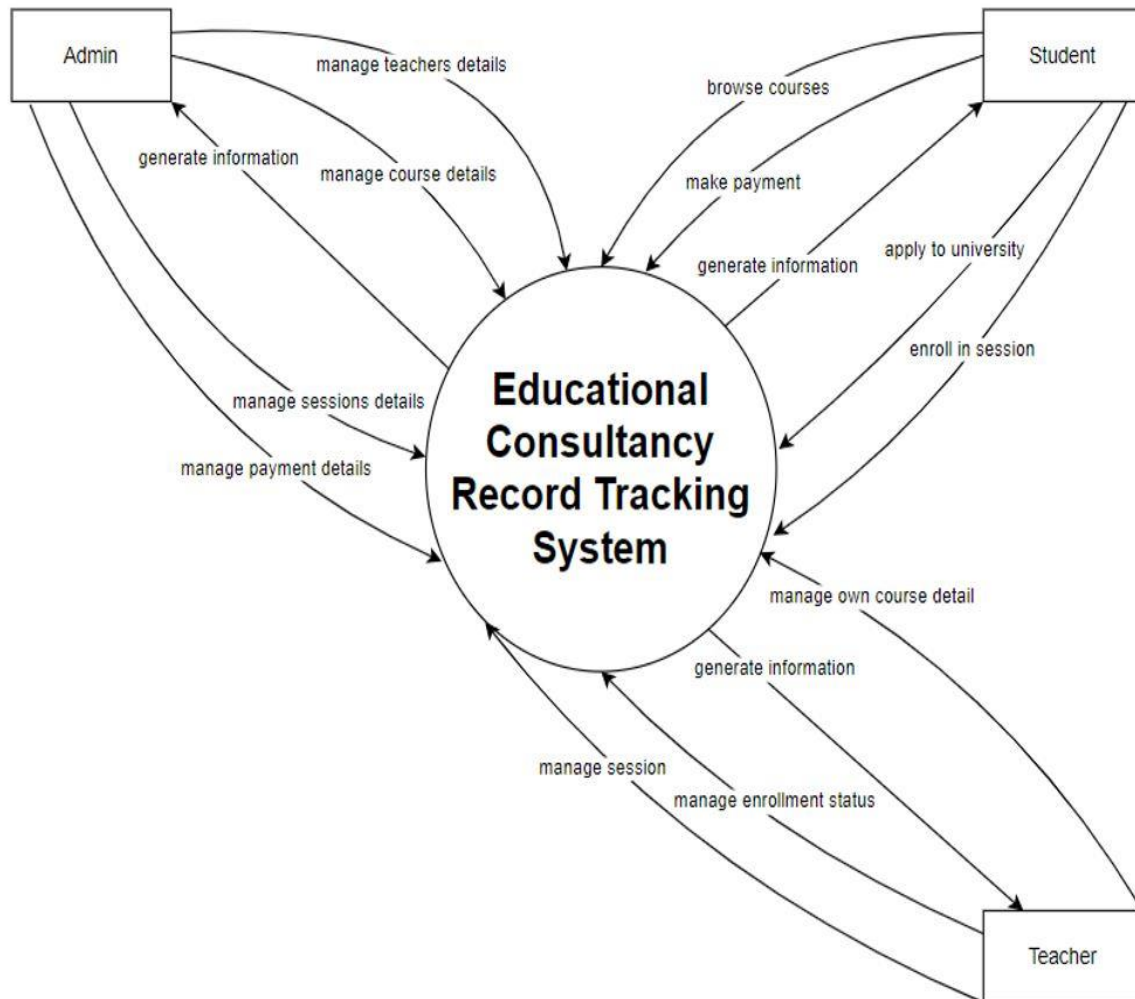 Admin
Student
manage teachers details
browse courses
generate information
manage course details
make payment
generate information
apply to university
enroll in session
manage sessions details
manage payment details
Educational
Consultancy
Record Tracking
System
manage own course detail
generate information
manage session
manage enrollment status
Teacher